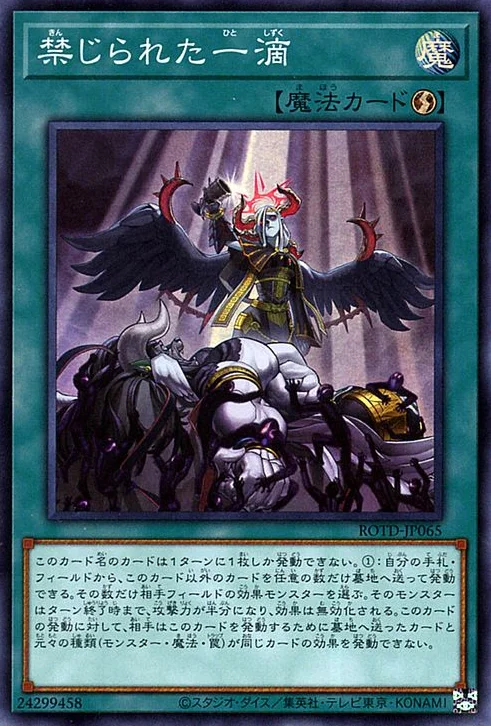 禁じられた一滴
魔
【魔法カード】
ROTD-JP065
このカード名のカードは1ターンに1枚しか発動できない。①:自分の手札・
フィールドから、このカード以外のカードを任意の数だけ墓地へ送って発動
できる。その数だけ相手フィールドの効果モンスターを選ぶ。そのモンスター
はターン終了時まで、攻撃力が半分になり、効果は無効化される。このカード
の発動に対して、相手はこのカードを発動するために墓地へ送ったカードと
元々の種類(モンスター・魔法・罠)が同じカードの効果を発動できない。
24299458
©スタジオ・ダイス/集英社・テレビ東京・KONAMI